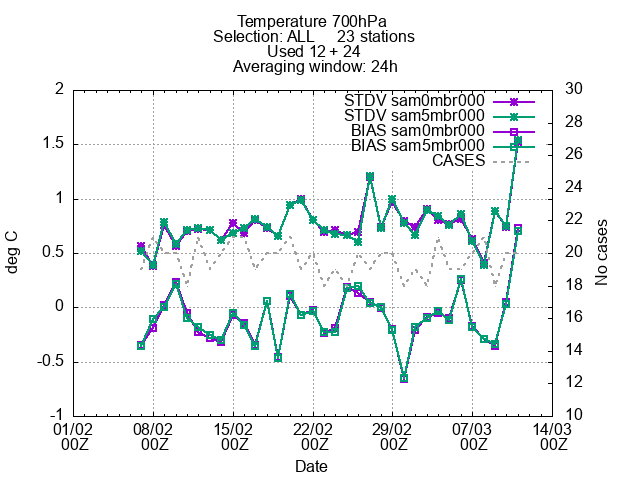 Temperature 700hPa
Selection: ALL 23 stations
Used 12 + 24
Averaging window: 24h
STDV sam0mbr000
STDV sam5mbr000
BIAS sam0mbr000
BIAS sam5mbr000
CASES
2
1.5
1
0.5
0
-0.5
-1
deg C
30
28
26
24
22
20
18
16
14
12
10
No cases
01/02 08/02 15/02 22/02 29/02 07/03 14/03
00Z 00Z 00Z 00Z 00Z 00Z 00Z
Date